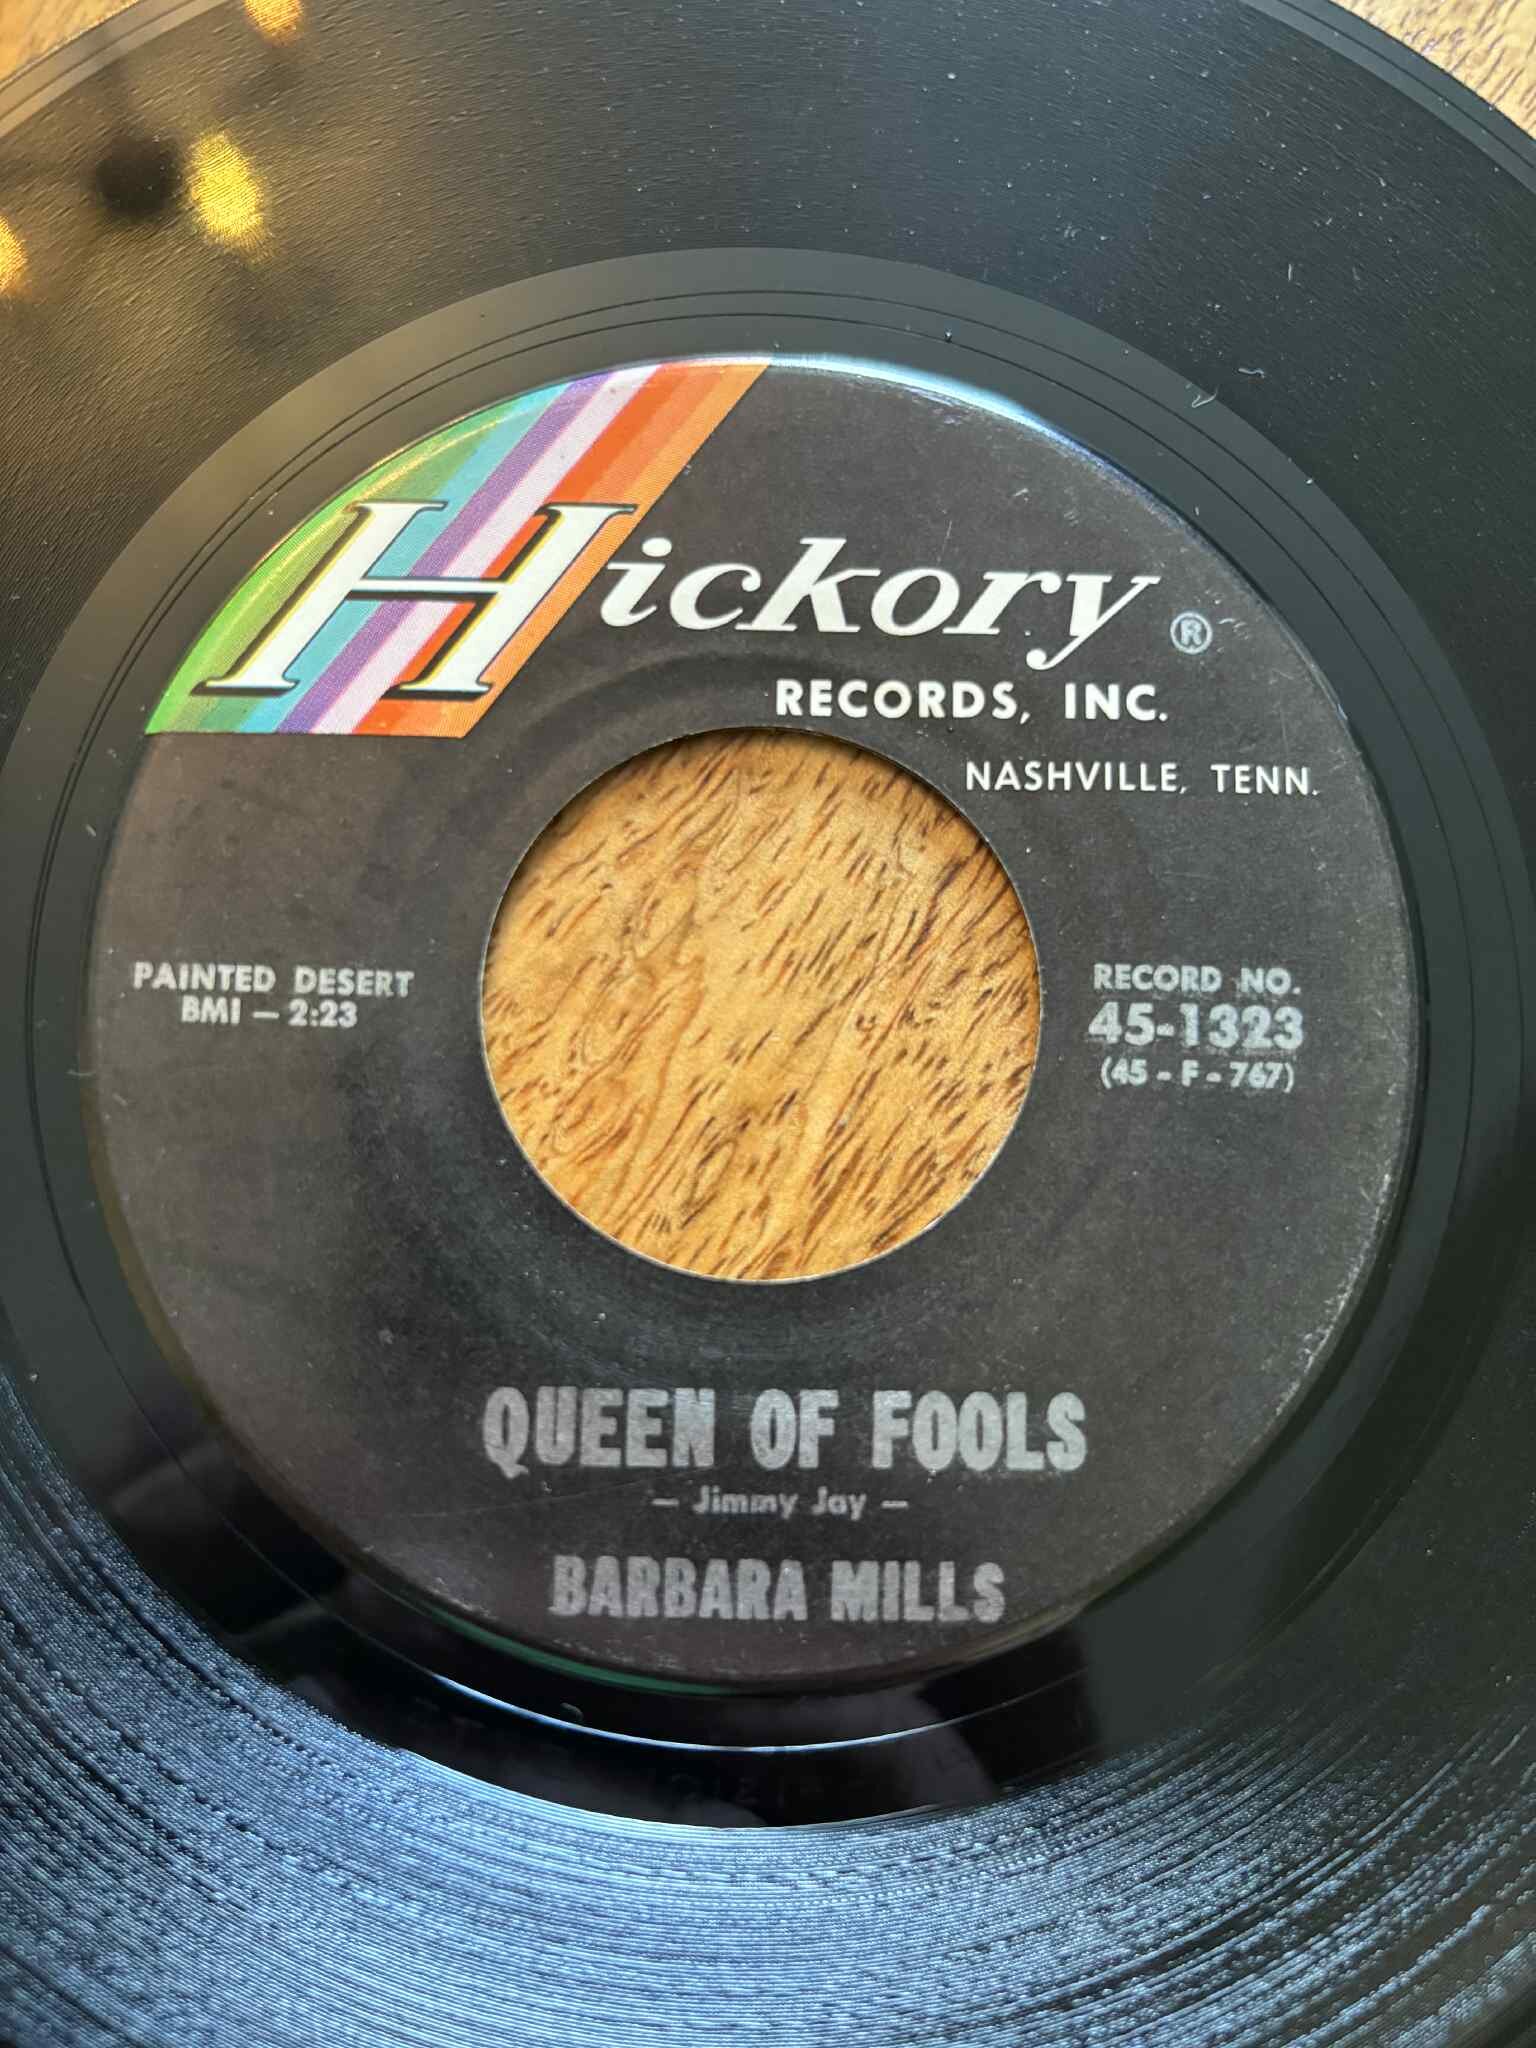 Hickory ®
RECORDS, INC.
NASHVILLE, TENN.
PAINTED DESERT
BMI — 2:23
RECORD NO.
45-1323
(45 - F - 767)
QUEEN OF FOOLS
— Jimmy Jay —
BARBARA MILLS